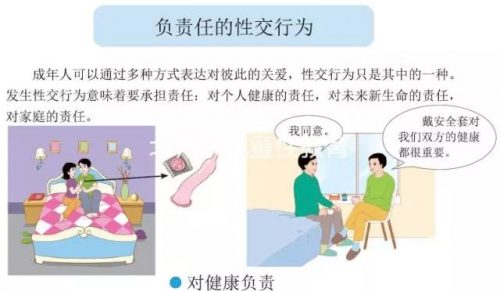 负责任的性交行为
成年人可以通过多种方式表达对彼此的关爱,性交行为只是其中的一种。
发生性交行为意味着要承担责任:对个人健康的责任,对未来新生命的责任,
对家庭的责任。
我同意。
戴安全套对
我们双方的健康
都很重要。
● 对健康负责